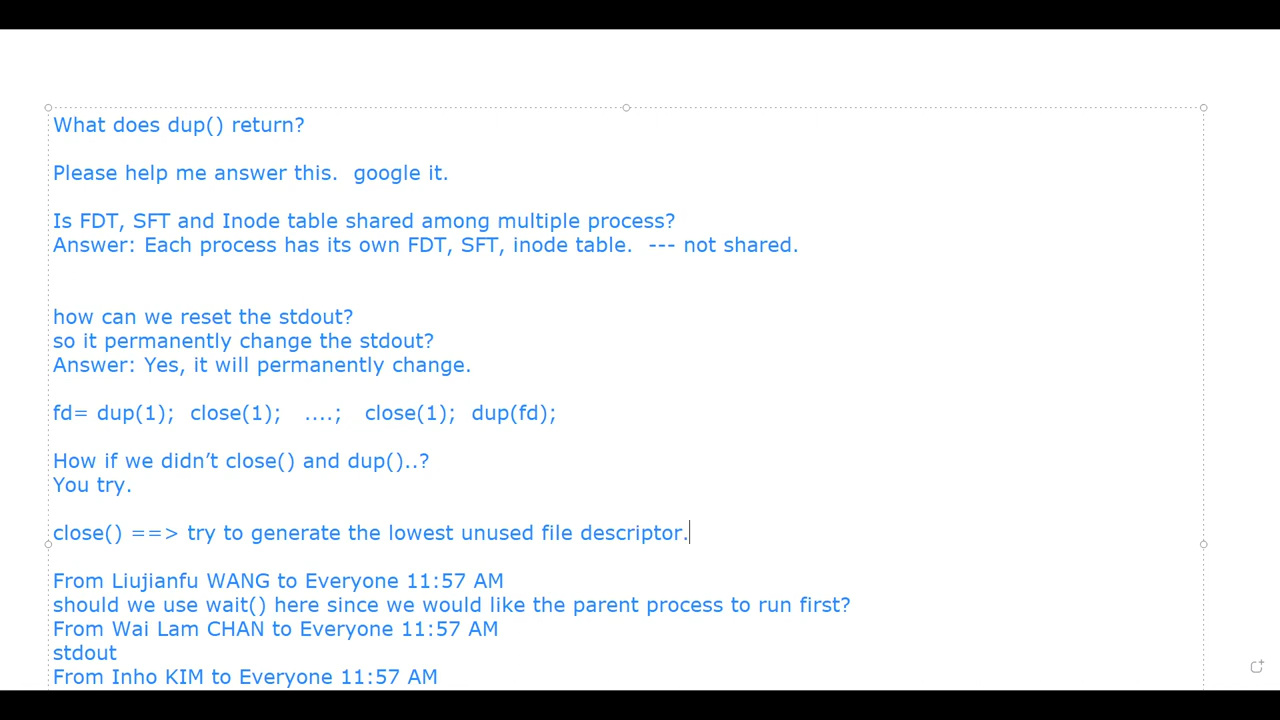 What does dup() return?
Please help me answer this.  google it.
Is FDT, SFT and Inode table shared among multiple process?
Answer: Each process has its own FDT, SFT, inode table.  --- not shared.
how can we reset the stdout?
so it permanently change the stdout?
Answer: Yes, it will permanently change.
fd= dup(1);  close(1);   ....;   close(1);  dup(fd);
How if we didn’t close() and dup()..?
You try.
close() ==> try to generate the lowest unused file descriptor.
From Liujianfu WANG to Everyone 11:57 AM
should we use wait() here since we would like the parent process to run first?
From Wai Lam CHAN to Everyone 11:57 AM
stdout
From Inho KIM to Everyone 11:57 AM